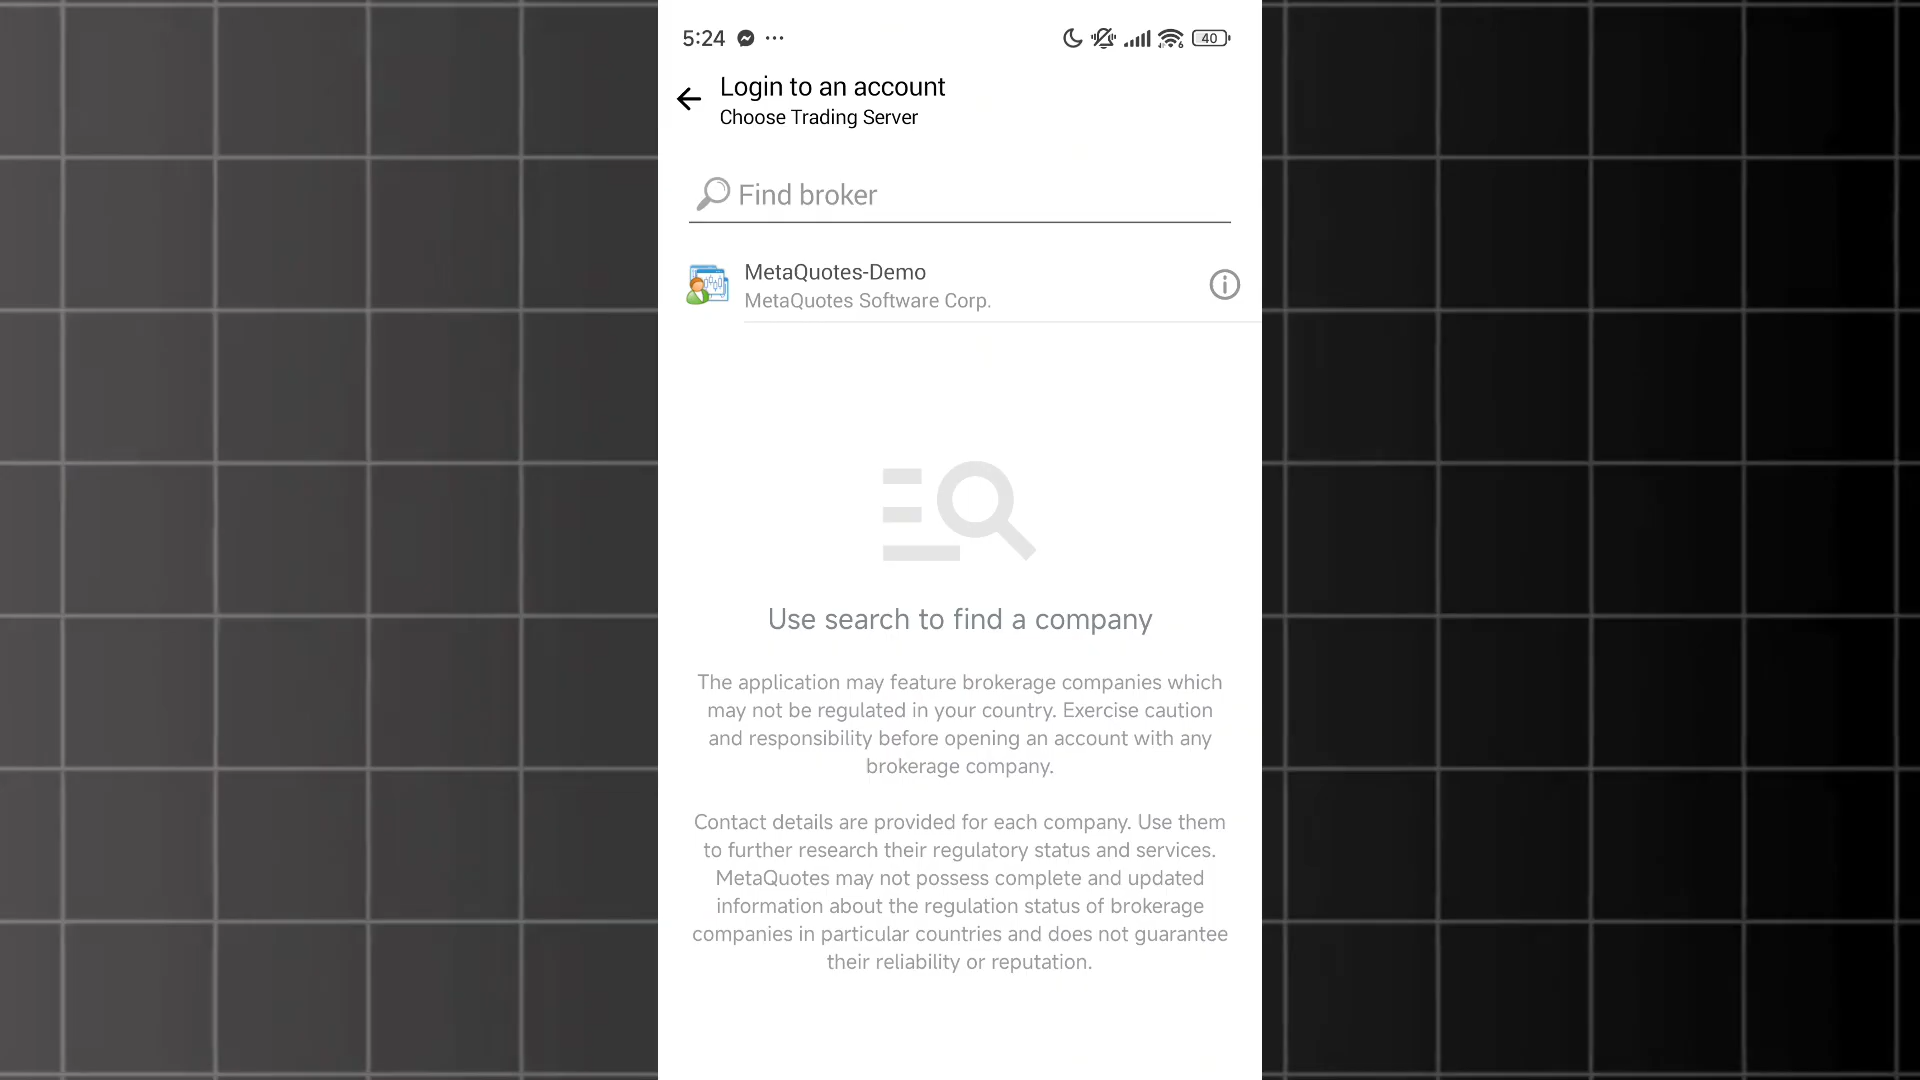 5:24
40
Login to an account
Choose Trading Server
Find broker
MetaQuotes-Demo
MetaQuotes Software Corp.
Use search to find a company
The application may feature brokerage companies which
may not be regulated in your country. Exercise caution
and responsibility before opening an account with any
brokerage company.
Contact details are provided for each company. Use them
to further research their regulatory status and services.
MetaQuotes may not possess complete and updated
information about the regulation status of brokerage
companies in particular countries and does not guarantee
their reliability or reputation.